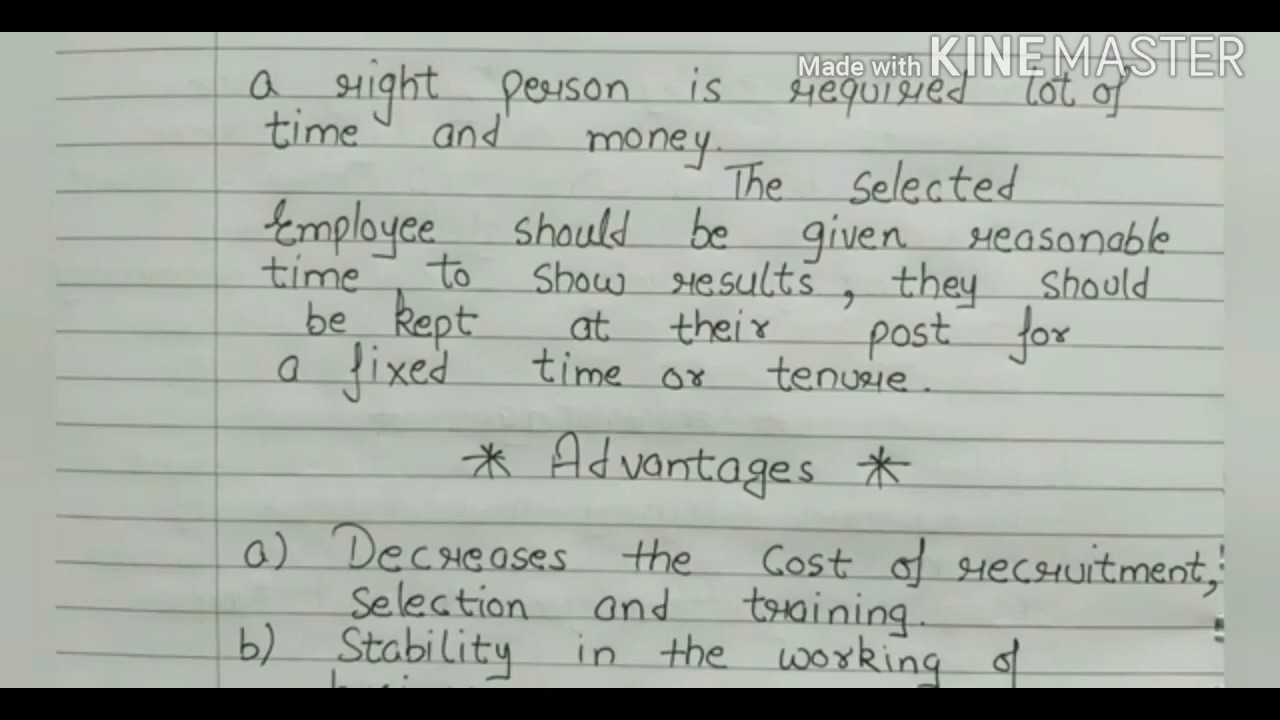 Made with KINEMASTER
a right person is required lot of
time and money.
The selected
Employee should be given reasonable
time to show results, they should
be kept at their post for
a fixed time or tenure.
* Advantages *
a) Decreases the Cost of recruitment,
Selection and training.
b) Stability in the working of